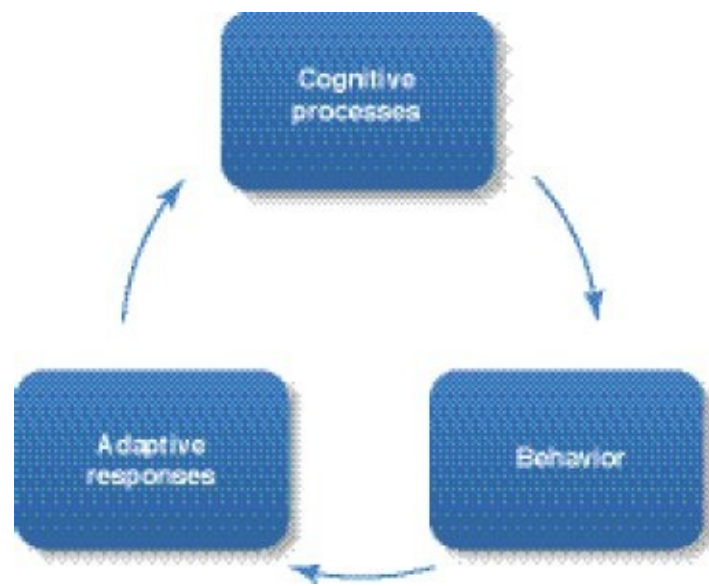 Cognitive
processes
Adaptive
responses
Behavior